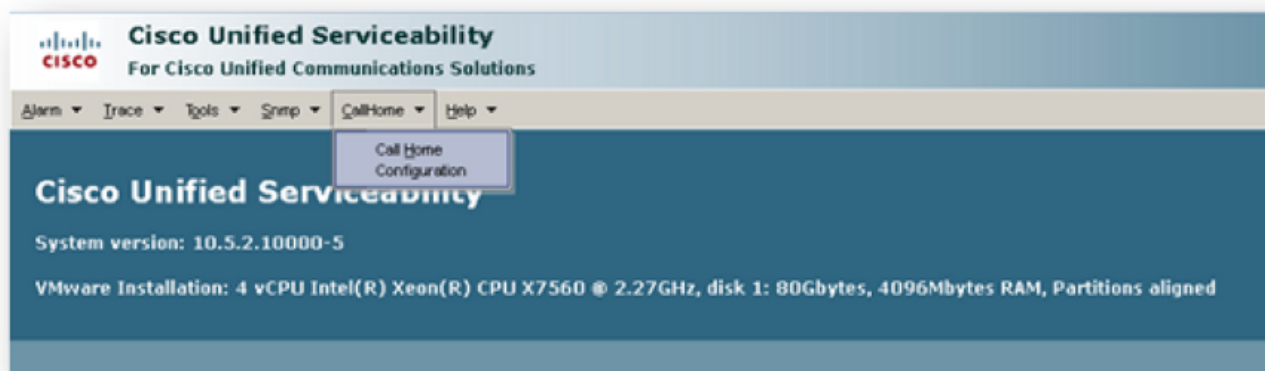 Cisco Unified Serviceability
CISCO
For Cisco Unified Communications Solutions
Alarm Trace Tools Snmp CallHome Help
Call Home
Configuration
Cisco Unified Serviceability
System version: 10.5.2.10000-5
VMware Installation: 4 vCPU Intel(R) Xeon(R) CPU X7560 @ 2.27GHz, disk 1: 80Gbytes, 4096Mbytes RAM, Partitions aligned